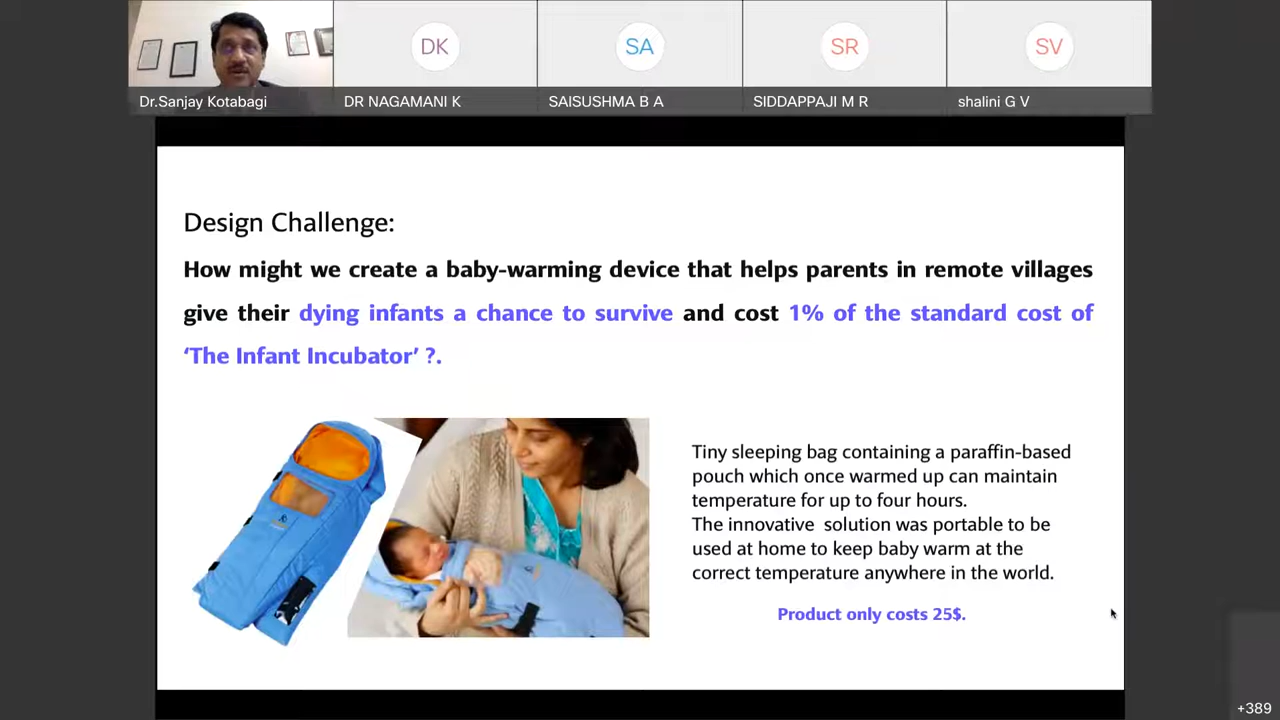 DK
SA
SR
SV
Dr.Sanjay Kotabagi
DR NAGAMANI K
SAISUSHMA B A
SIDDAPPAJI M R
shalini G V
Design Challenge:
How might we create a baby-warming device that helps parents in remote villages
give their dying infants a chance to survive and cost 1% of the standard cost of
‘The Infant Incubator’ ?.
Tiny sleeping bag containing a paraffin-based
pouch which once warmed up can maintain
temperature for up to four hours.
The innovative solution was portable to be
used at home to keep baby warm at the
correct temperature anywhere in the world.
Product only costs 25$.
+389